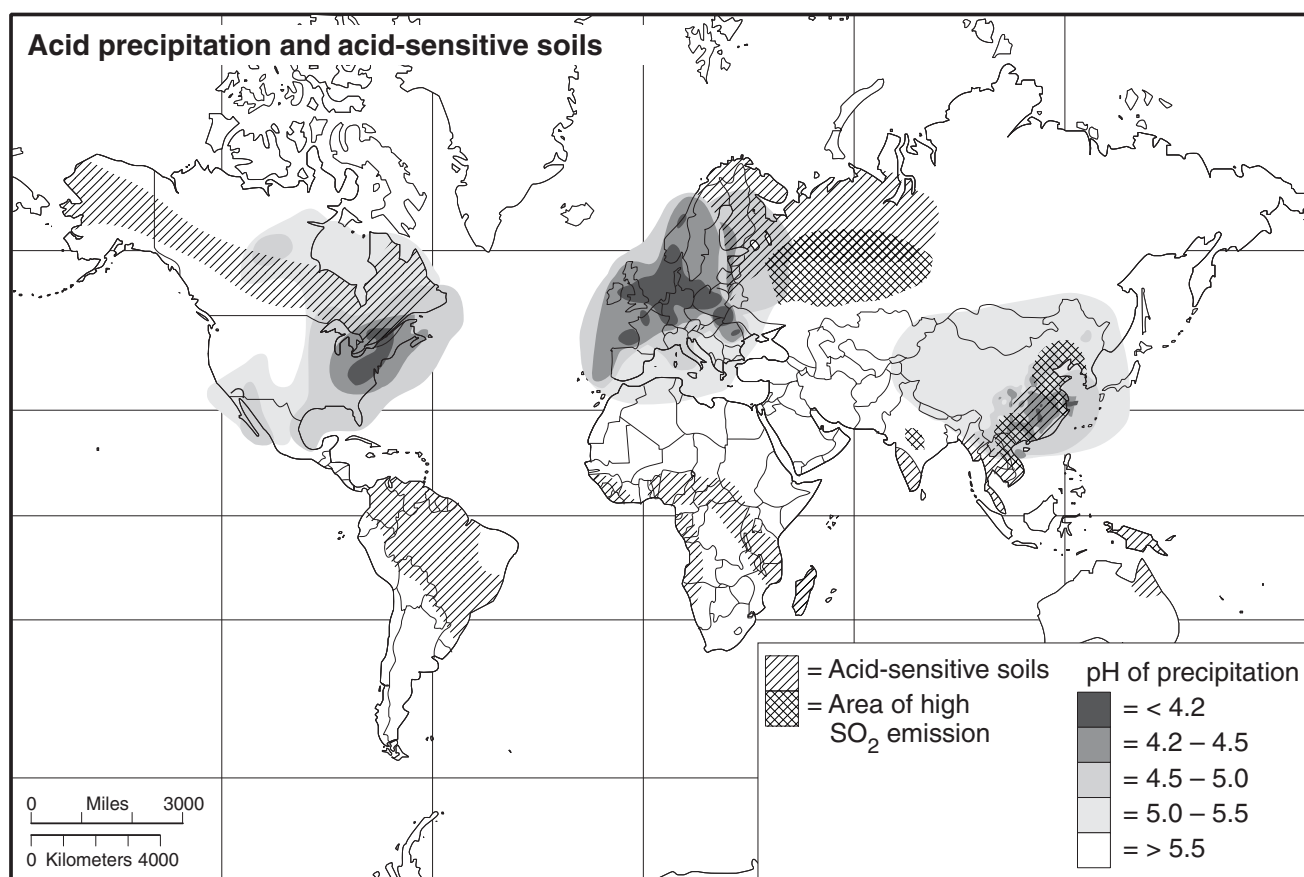 Acid precipitation and acid-sensitive soils
= Acid-sensitive soils
= Area of high
SO₂ emission
pH of precipitation
= < 4.2
= 4.2 – 4.5
= 4.5 – 5.0
= 5.0 – 5.5
= > 5.5
0 Miles 3000
0 Kilometers 4000